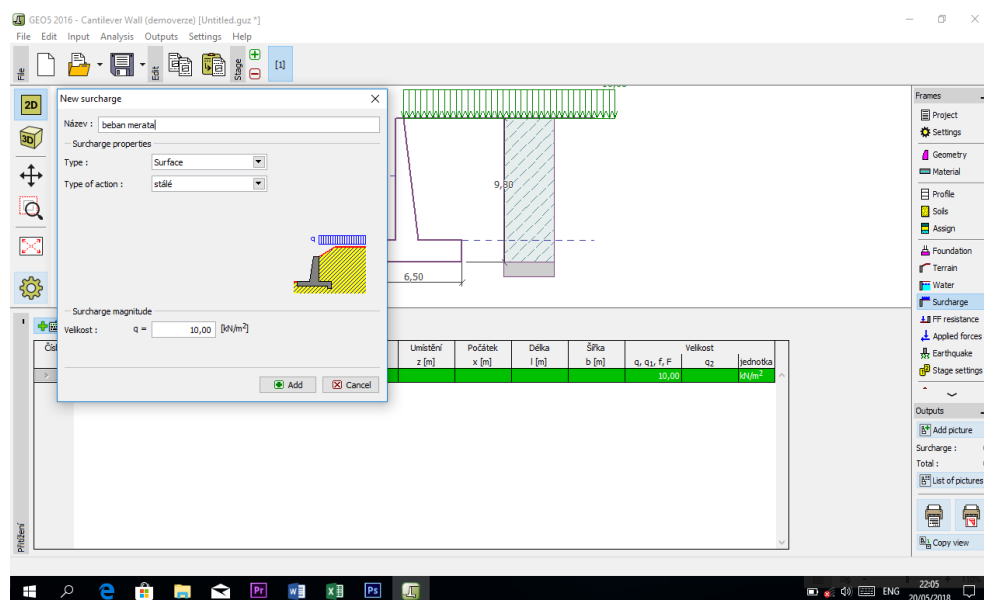 GEO5 2016 - Cantilever Wall (demoverze) [Untitled.guz *]
File Edit Input Analysis Outputs Settings Help
File
Edit
Stage
[1]
2D
3D
New surcharge
Název : beban merata
Surcharge properties
Type : Surface
Type of action : stálé
q
Surcharge magnitude
Velikost : q = 10,00 [kN/m²]
Add Cancel
9,80
6,50
Umístění Počátek Délka Šířka Velikost
z [m] x [m] l [m] b [m] q, q1, f, F q2 jednotka
10,00 kN/m²
Přitížení
Frames
Project
Settings
Geometry
Material
Profile
Soils
Assign
Foundation
Terrain
Water
Surcharge
FF resistance
Applied forces
Earthquake
Stage settings
Outputs
Add picture
Surcharge :
Total :
List of pictures
Copy view
Pr
Ps
ENG
22:05
20/05/2018